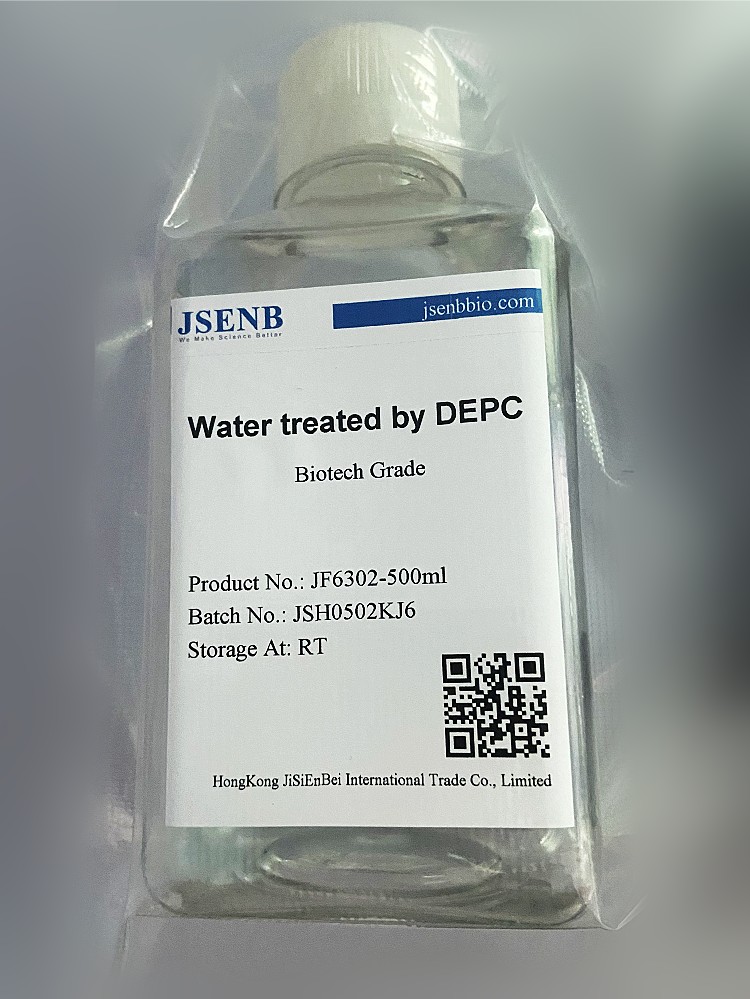 JSENB
jsenbbio.com
We Make Science Better
Water treated by DEPC
Biotech Grade
Product No.: JF6302-500ml
Batch No.: JSH0502KJ6
Storage At: RT
HongKong JiSiEnBei International Trade Co., Limited